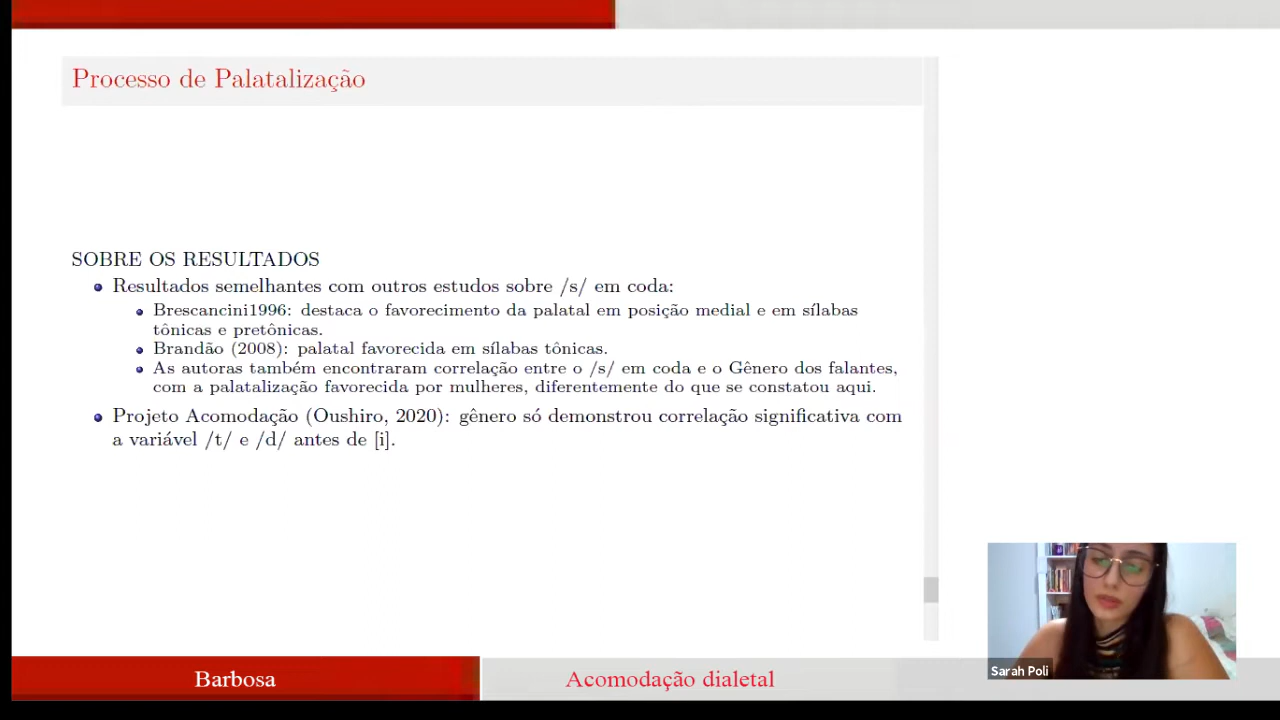 Processo de Palatalização
SOBRE OS RESULTADOS
Resultados semelhantes com outros estudos sobre /s/ em coda:
Brescancini1996: destaca o favorecimento da palatal em posição medial e em sílabas
tônicas e pretônicas.
Brandão (2008): palatal favorecida em sílabas tônicas.
As autoras também encontraram correlação entre o /s/ em coda e o Gênero dos falantes,
com a palatalização favorecida por mulheres, diferentemente do que se constatou aqui.
Projeto Acomodação (Oushiro, 2020): gênero só demonstrou correlação significativa com
a variável /t/ e /d/ antes de [i].
Sarah Poli
Barbosa
Acomodação dialetal